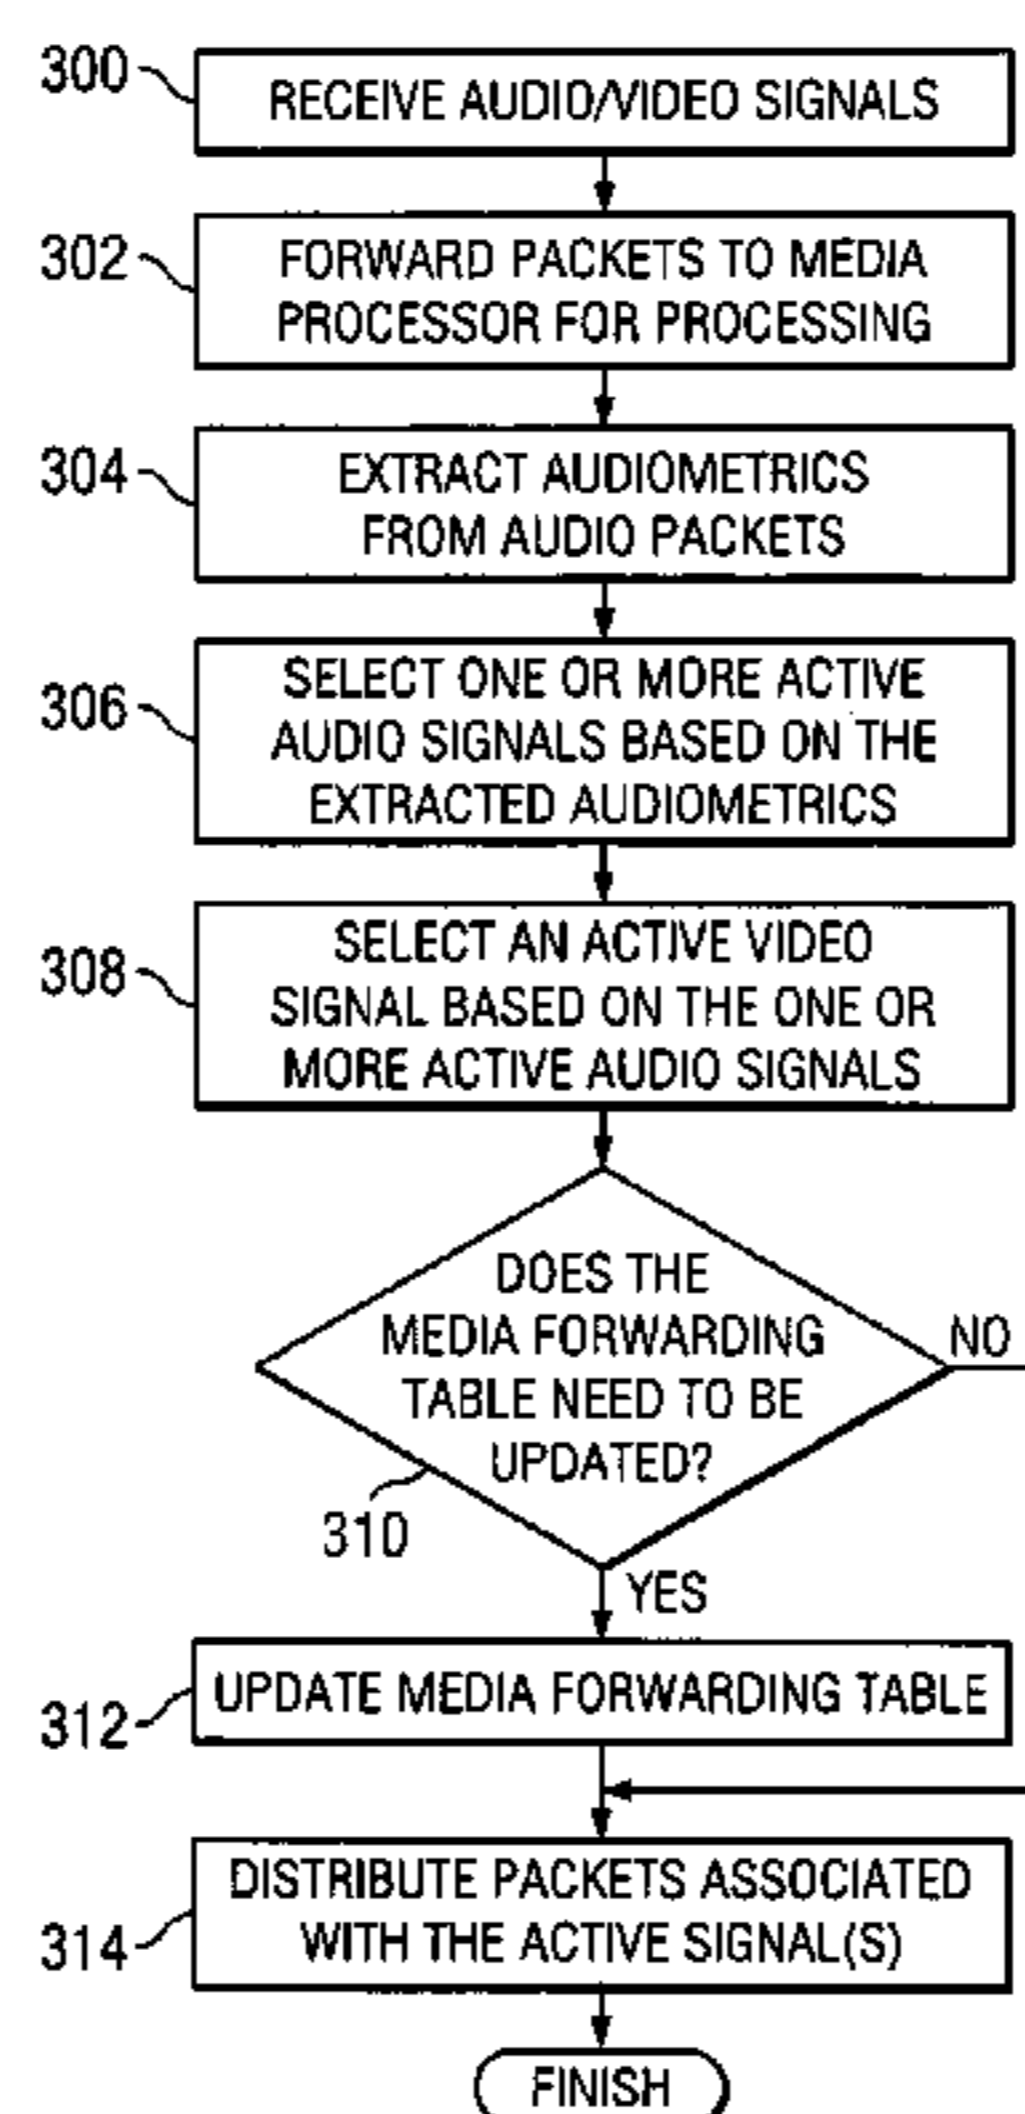 300
RECEIVE AUDIO/VIDEO SIGNALS
302
FORWARD PACKETS TO MEDIA
PROCESSOR FOR PROCESSING
304
EXTRACT AUDIOMETRICS
FROM AUDIO PACKETS
306
SELECT ONE OR MORE ACTIVE
AUDIO SIGNALS BASED ON THE
EXTRACTED AUDIOMETRICS
308
SELECT AN ACTIVE VIDEO
SIGNAL BASED ON THE ONE OR
MORE ACTIVE AUDIO SIGNALS
DOES THE
MEDIA FORWARDING
TABLE NEED TO BE
UPDATED?
NO
310
YES
312
UPDATE MEDIA FORWARDING TABLE
314
DISTRIBUTE PACKETS ASSOCIATED
WITH THE ACTIVE SIGNAL(S)
FINISH